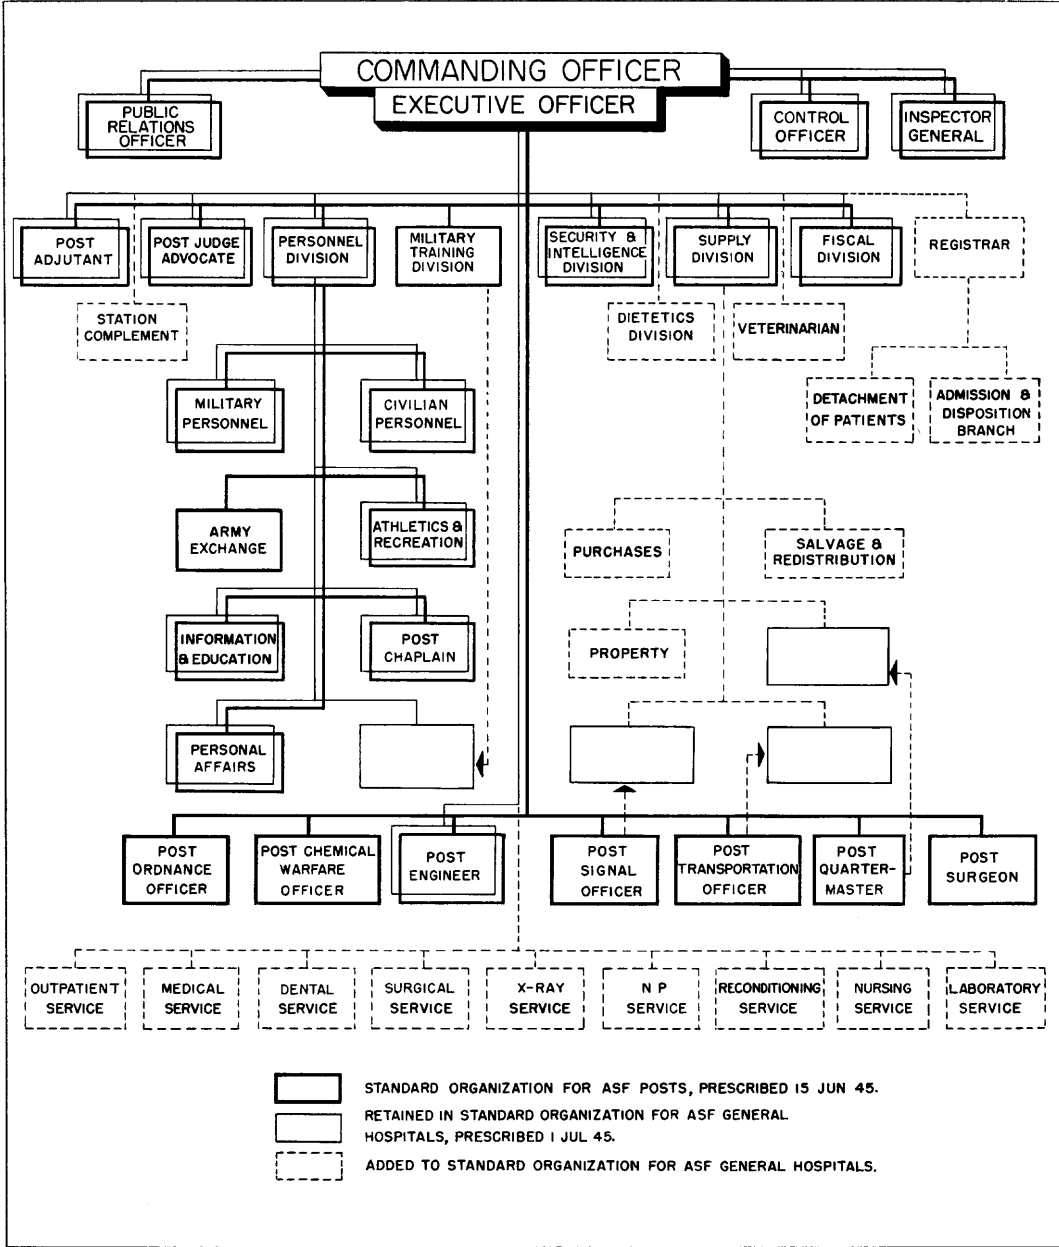 COMMANDING OFFICER
EXECUTIVE OFFICER
PUBLIC
RELATIONS
OFFICER
CONTROL
OFFICER
INSPECTOR
GENERAL
POST
ADJUTANT
POST JUDGE
ADVOCATE
PERSONNEL
DIVISION
MILITARY
TRAINING
DIVISION
SECURITY &
INTELLIGENCE
DIVISION
SUPPLY
DIVISION
FISCAL
DIVISION
REGISTRAR
STATION
COMPLEMENT
DIETETICS
DIVISION
VETERINARIAN
MILITARY
PERSONNEL
CIVILIAN
PERSONNEL
DETACHMENT
OF PATIENTS
ADMISSION &
DISPOSITION
BRANCH
ARMY
EXCHANGE
ATHLETICS &
RECREATION
PURCHASES
SALVAGE &
REDISTRIBUTION
INFORMATION
& EDUCATION
POST
CHAPLAIN
PROPERTY
PERSONAL
AFFAIRS
POST
ORDNANCE
OFFICER
POST CHEMICAL
WARFARE
OFFICER
POST
ENGINEER
POST
SIGNAL
OFFICER
POST
TRANSPORTATION
OFFICER
POST
QUARTER-
MASTER
POST
SURGEON
OUTPATIENT
SERVICE
MEDICAL
SERVICE
DENTAL
SERVICE
SURGICAL
SERVICE
X-RAY
SERVICE
N P
SERVICE
RECONDITIONING
SERVICE
NURSING
SERVICE
LABORATORY
SERVICE
STANDARD ORGANIZATION FOR ASF POSTS, PRESCRIBED 15 JUN 45.
RETAINED IN STANDARD ORGANIZATION FOR ASF GENERAL
HOSPITALS, PRESCRIBED 1 JUL 45.
ADDED TO STANDARD ORGANIZATION FOR ASF GENERAL HOSPITALS.